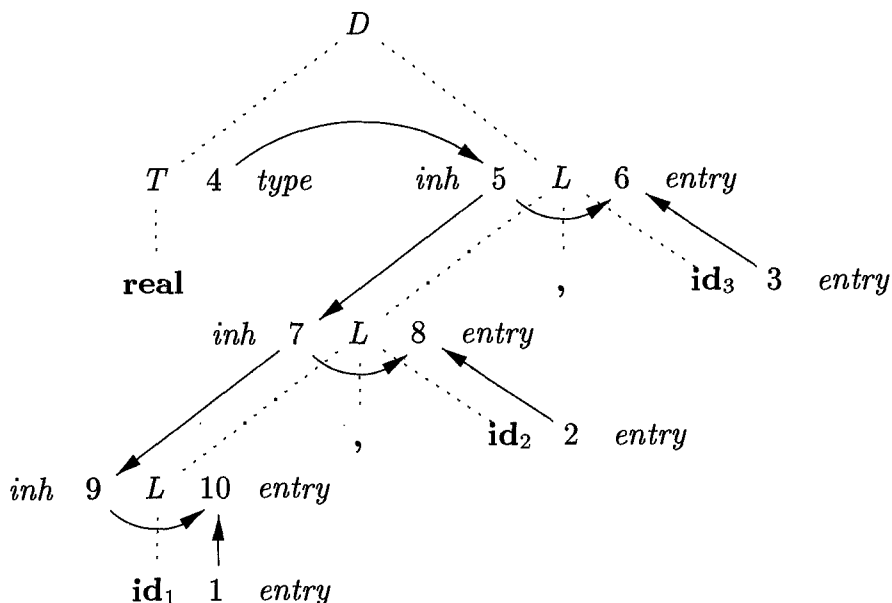 D
T 4 type inh 5 L 6 entry
real , id₃ 3 entry
inh 7 L 8 entry
, id₂ 2 entry
inh 9 L 10 entry
id₁ 1 entry